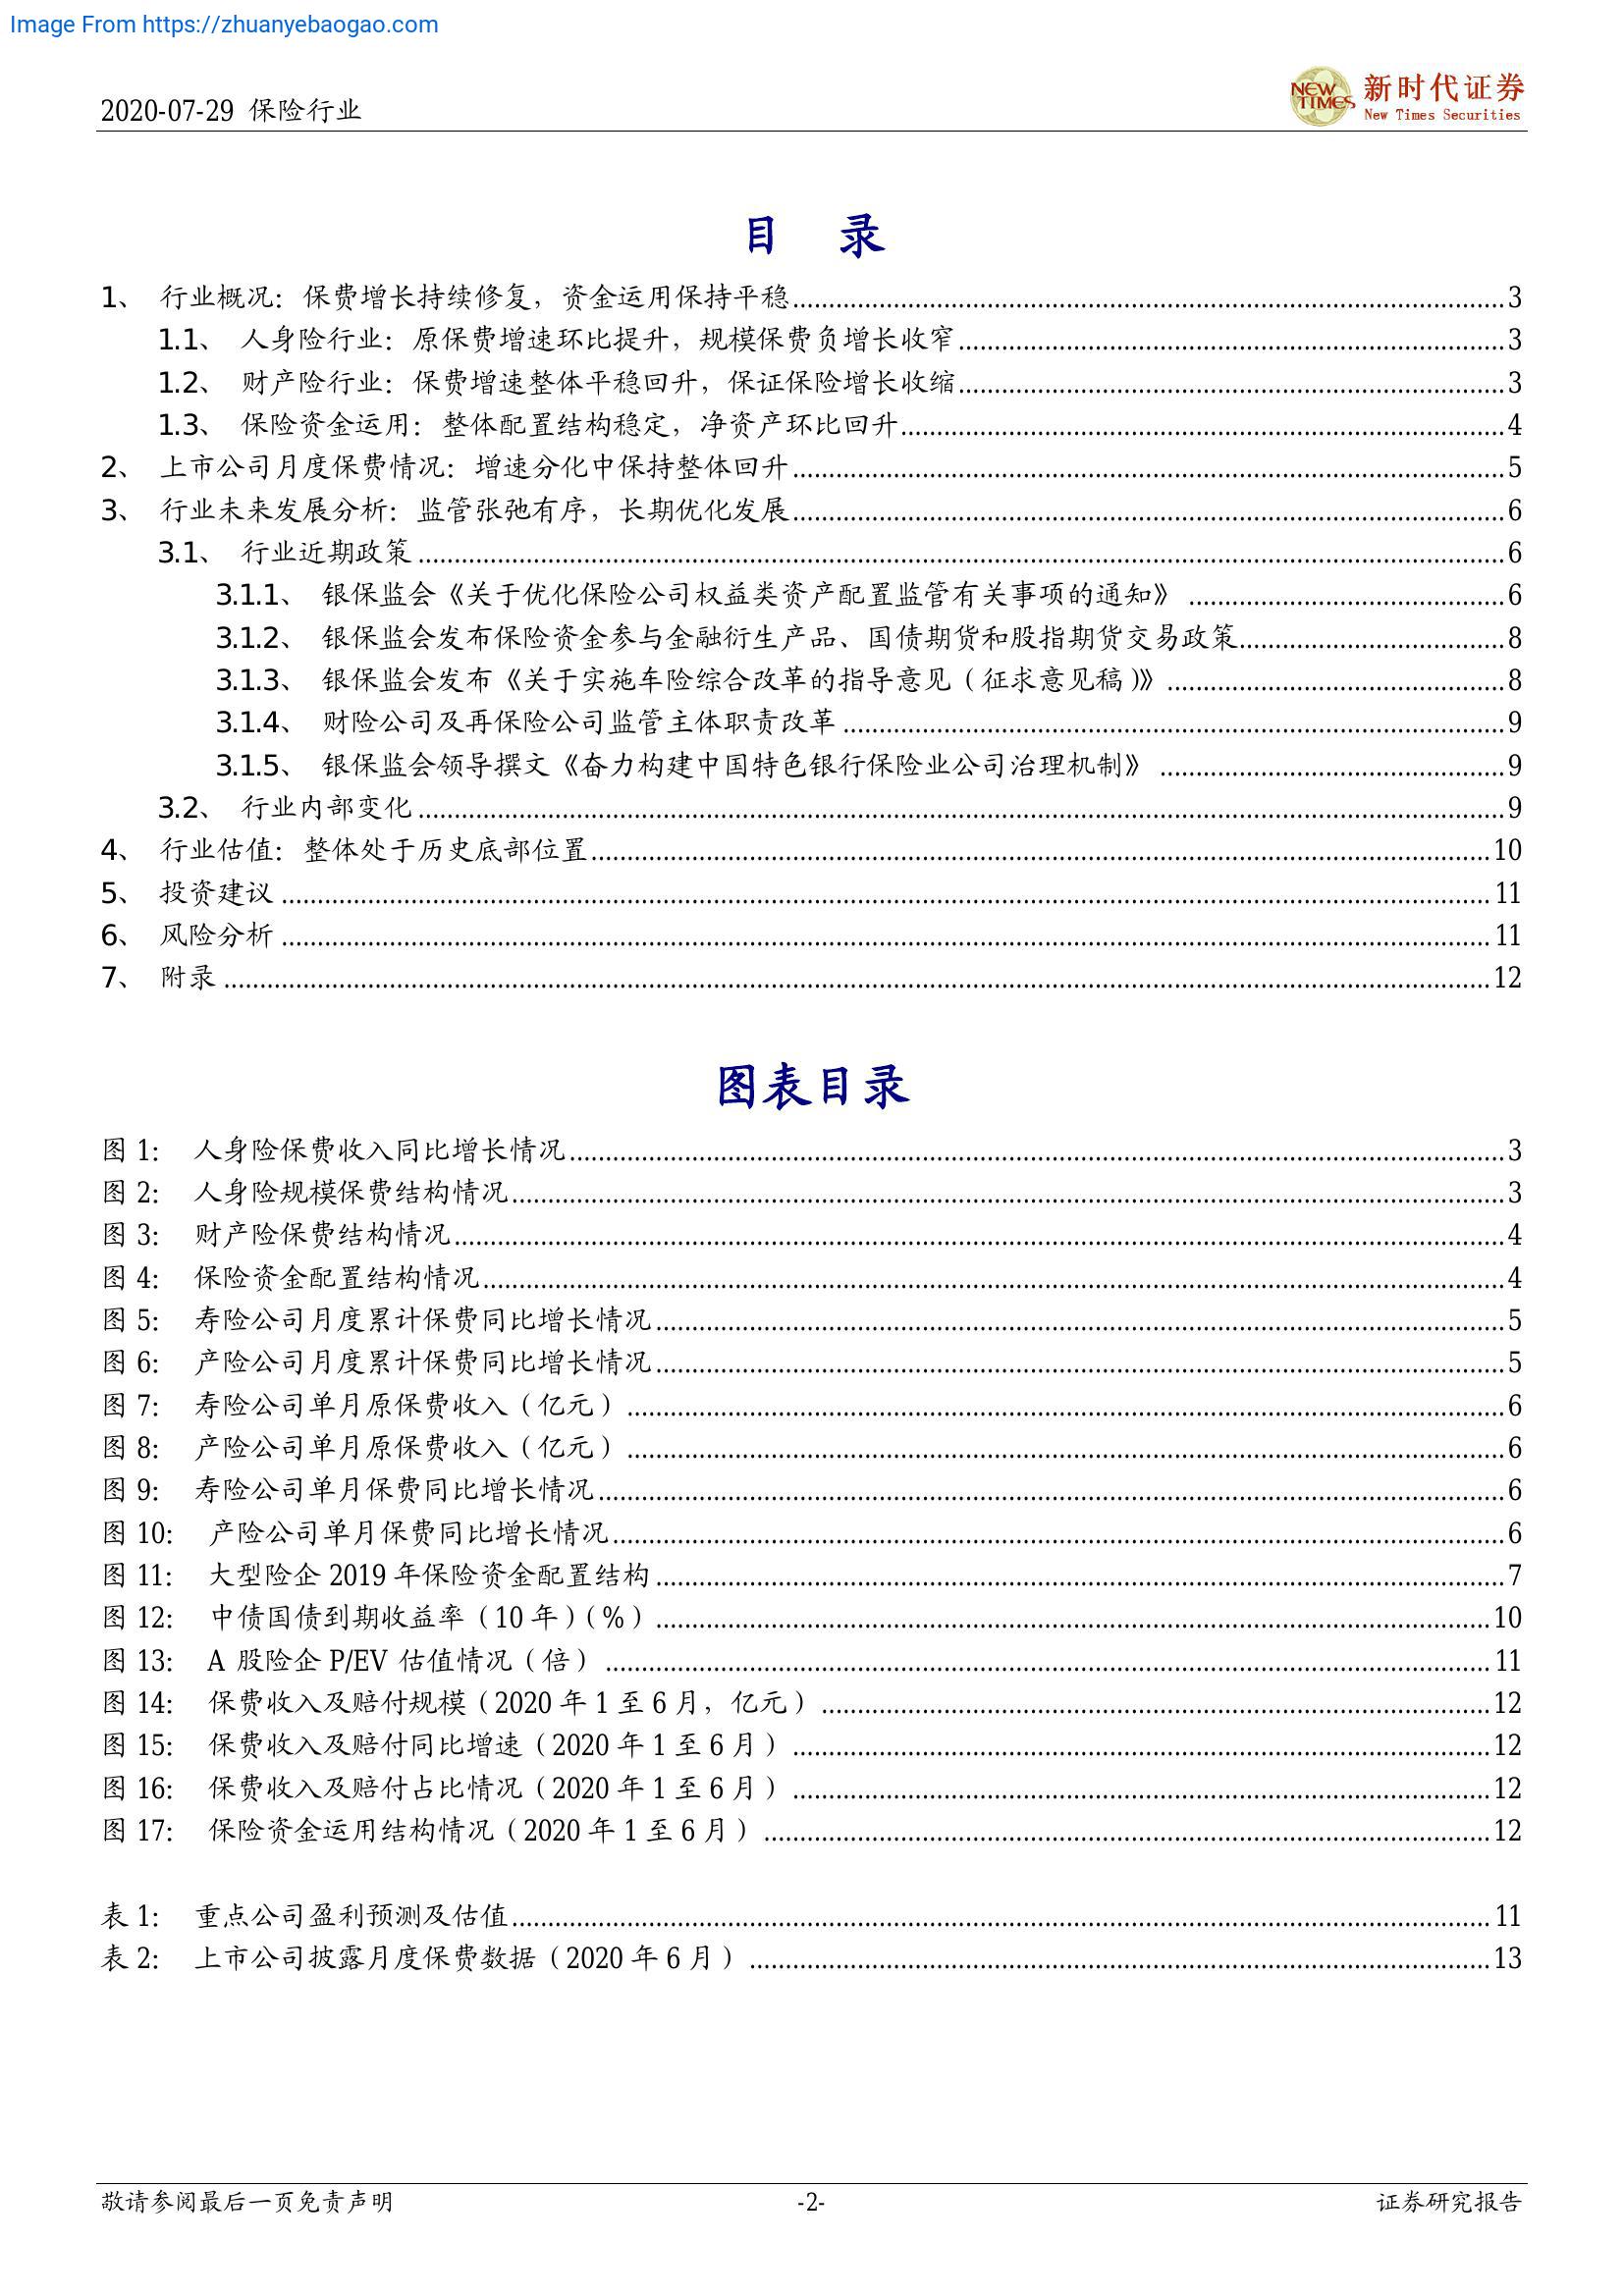 Image From https://zhuanyebaogao.com
2020-07-29 保险行业
NEW TIMES 新时代证券
New Times Securities
目 录
1、 行业概况：保费增长持续修复，资金运用保持平稳 3
1.1、 人身险行业：原保费增速环比提升，规模保费负增长收窄 3
1.2、 财产险行业：保费增速整体平稳回升，保证保险增长收缩 3
1.3、 保险资金运用：整体配置结构稳定，净资产环比回升 4
2、 上市公司月度保费情况：增速分化中保持整体回升 5
3、 行业未来发展分析：监管张弛有序，长期优化发展 6
3.1、 行业近期政策 6
3.1.1、 银保监会《关于优化保险公司权益类资产配置监管有关事项的通知》 6
3.1.2、 银保监会发布保险资金参与金融衍生产品、国债期货和股指期货交易政策 8
3.1.3、 银保监会发布《关于实施车险综合改革的指导意见（征求意见稿）》 8
3.1.4、 财险公司及再保险公司监管主体职责改革 9
3.1.5、 银保监会领导撰文《奋力构建中国特色银行保险业公司治理机制》 9
3.2、 行业内部变化 9
4、 行业估值：整体处于历史底部位置 10
5、 投资建议 11
6、 风险分析 11
7、 附录 12
图表目录
图 1： 人身险保费收入同比增长情况 3
图 2： 人身险规模保费结构情况 3
图 3： 财产险保费结构情况 4
图 4： 保险资金配置结构情况 4
图 5： 寿险公司月度累计保费同比增长情况 5
图 6： 产险公司月度累计保费同比增长情况 5
图 7： 寿险公司单月原保费收入（亿元） 6
图 8： 产险公司单月原保费收入（亿元） 6
图 9： 寿险公司单月保费同比增长情况 6
图 10： 产险公司单月保费同比增长情况 6
图 11： 大型险企 2019 年保险资金配置结构 7
图 12： 中债国债到期收益率（10 年）（%） 10
图 13： A 股险企 P/EV 估值情况（倍） 11
图 14： 保费收入及赔付规模（2020 年 1 至 6 月，亿元） 12
图 15： 保费收入及赔付同比增速（2020 年 1 至 6 月） 12
图 16： 保费收入及赔付占比情况（2020 年 1 至 6 月） 12
图 17： 保险资金运用结构情况（2020 年 1 至 6 月） 12
表 1： 重点公司盈利预测及估值 11
表 2： 上市公司披露月度保费数据（2020 年 6 月） 13
敬请参阅最后一页免责声明 -2- 证券研究报告